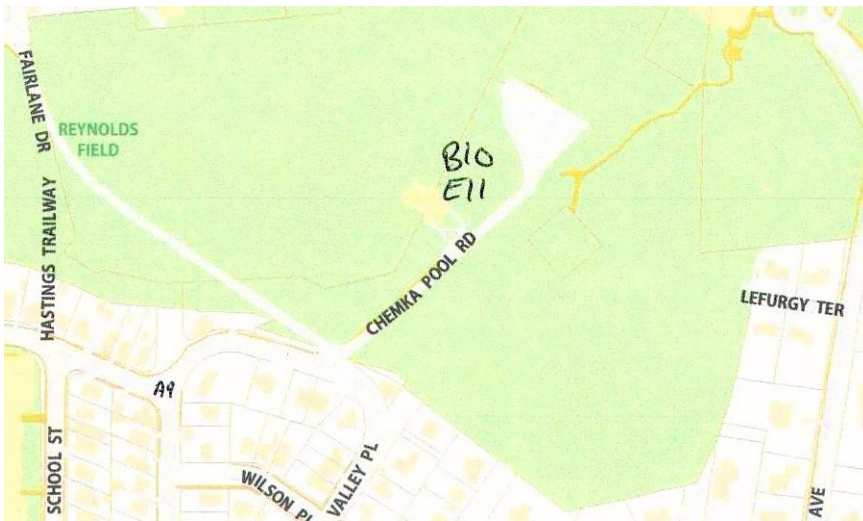 FAIRLANE DR
REYNOLDS
FIELD
B10
E11
HASTINGS TRAILWAY
CHEMKA POOL RD
LEFURGY TER
A9
SCHOOL ST
WILSON PL
VALLEY PL
AVE